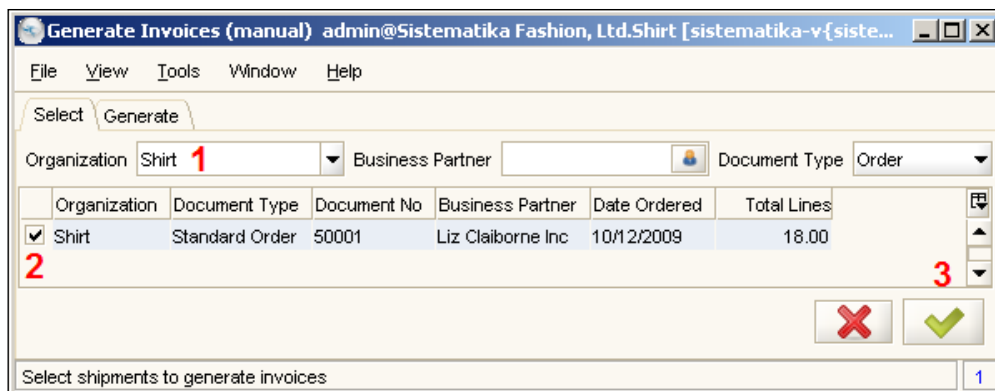 Generate Invoices (manual) admin@Sistematika Fashion, Ltd.Shirt [sistematika-v{siste...
File View Tools Window Help
Select Generate
Organization Shirt 1 Business Partner Document Type Order
Organization Document Type Document No Business Partner Date Ordered Total Lines
Shirt Standard Order 50001 Liz Claiborne Inc 10/12/2009 18.00
2 3
Select shipments to generate invoices 1